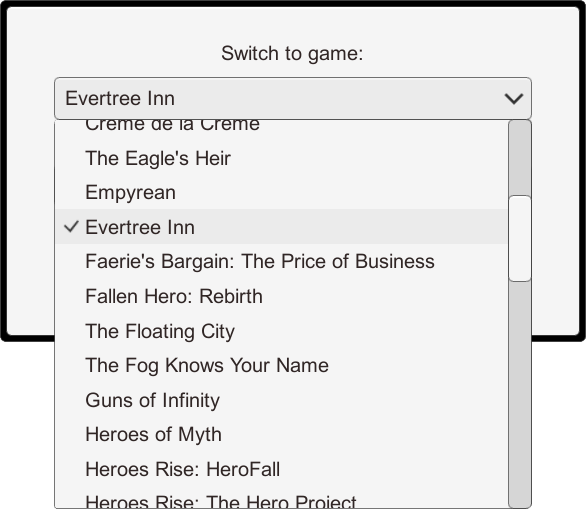 Switch to game:
Evertree Inn
Creme de la Creme
The Eagle's Heir
Empyrean
Evertree Inn
Faerie's Bargain: The Price of Business
Fallen Hero: Rebirth
The Floating City
The Fog Knows Your Name
Guns of Infinity
Heroes of Myth
Heroes Rise: HeroFall
Heroes Rise: The Hero Project